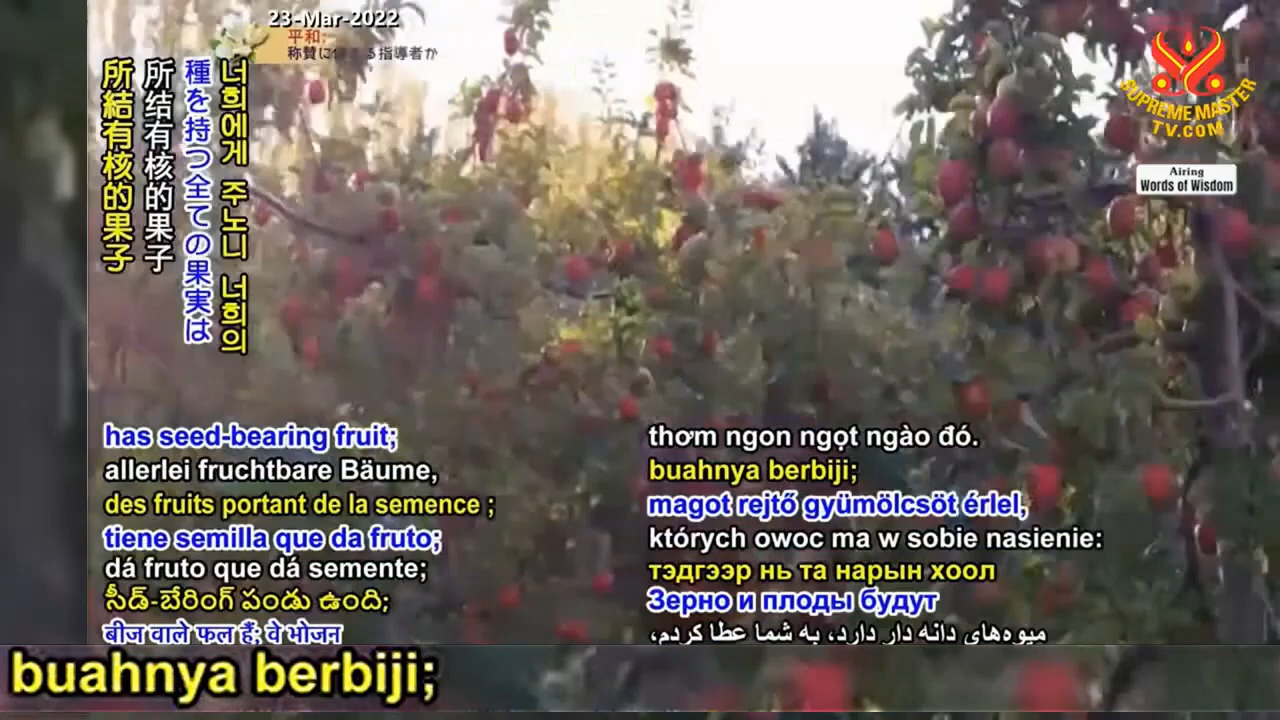 23-Mar-2022
平和;
称賛に値する指導者か
너희에게 주노니 너희의
種を持つ全ての果実は
所结有核的果子
所結有核的果子
SUPREME MASTER
TV.COM
Airing
Words of Wisdom
has seed-bearing fruit;
allerlei fruchtbare Bäume,
des fruits portant de la semence ;
tiene semilla que da fruto;
dá fruto que dá semente;
సీడ్-బేరింగ్ పండు ఉంది;
बीज वाले फल हैं; वे भोजन
thơm ngon ngọt ngào đó.
buahnya berbiji;
magot rejtő gyümölcsöt érlel,
których owoc ma w sobie nasienie:
тэдгээр нь та нарын хоол
Зерно и плоды будут
میوه‌های دانه دار دارد، به شما عطا کردم،
buahnya berbiji;